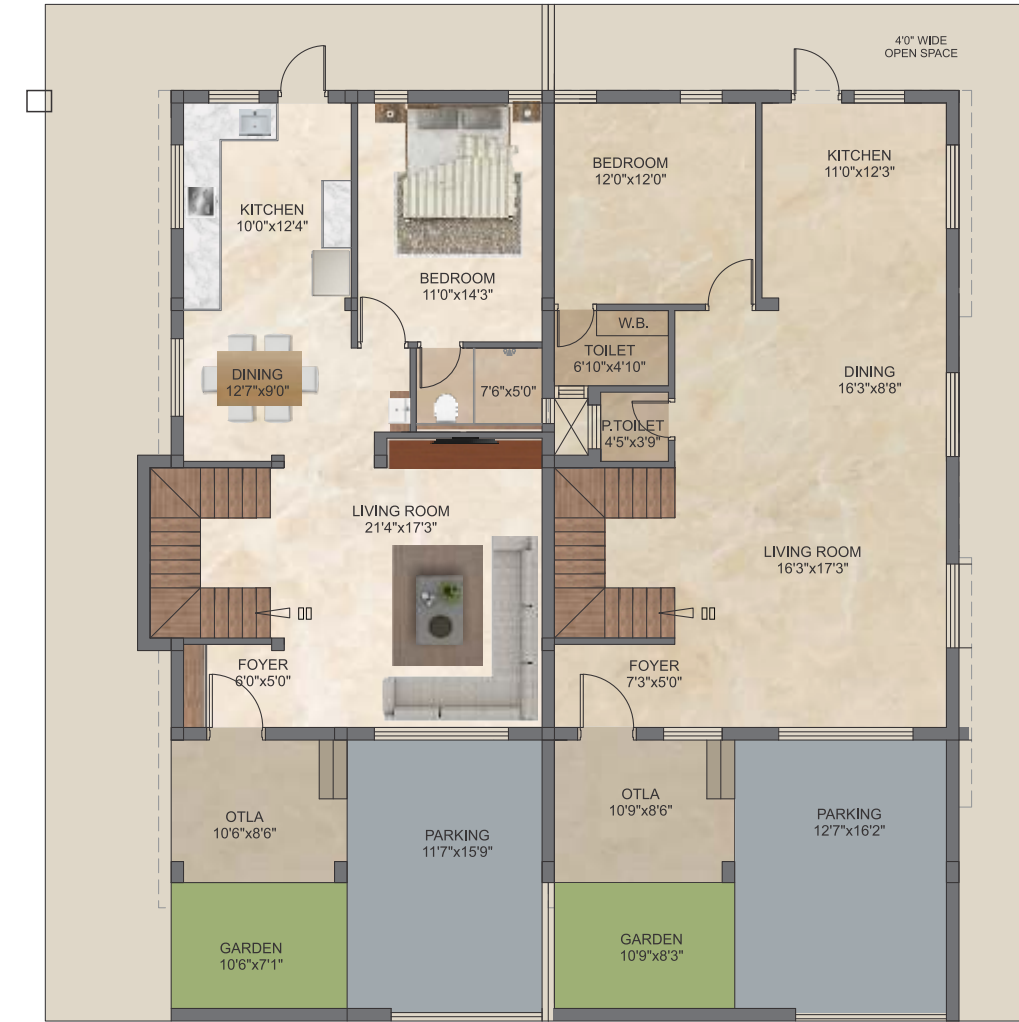 4'0" WIDE
OPEN SPACE
KITCHEN
10'0"x12'4"
BEDROOM
11'0"x14'3"
BEDROOM
12'0"x12'0"
KITCHEN
11'0"x12'3"
W.B.
TOILET
6'10"x4'10"
DINING
12'7"x9'0"
7'6"x5'0"
DINING
16'3"x8'8"
P.TOILET
4'5"x3'9"
LIVING ROOM
21'4"x17'3"
LIVING ROOM
16'3"x17'3"
FOYER
6'0"x5'0"
FOYER
7'3"x5'0"
OTLA
10'6"x8'6"
PARKING
11'7"x15'9"
OTLA
10'9"x8'6"
PARKING
12'7"x16'2"
GARDEN
10'6"x7'1"
GARDEN
10'9"x8'3"